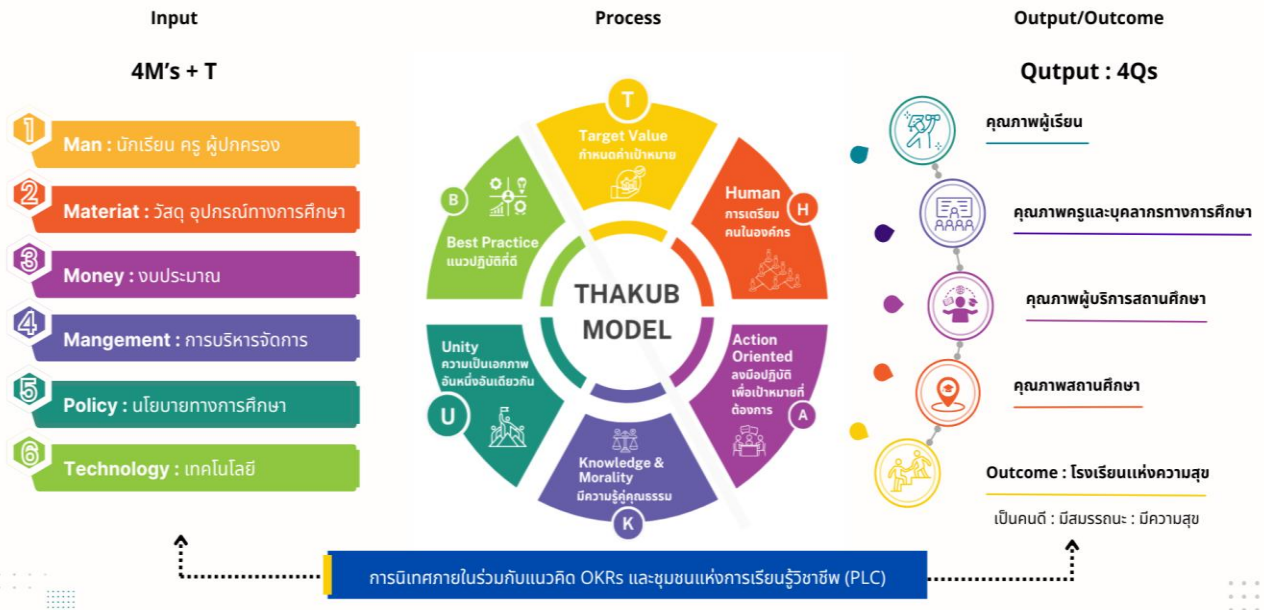 Input
4M's + T
1
Man : นักเรียน ครู ผู้ปกครอง
2
Materiat : วัสดุ อุปกรณ์ทางการศึกษา
3
Money : งบประมาณ
4
Mangement : การบริหารจัดการ
5
Policy : นโยบายทางการศึกษา
6
Technology : เทคโนโลยี
Process
T
Target Value
กำหนดค่าเป้าหมาย
Human
การเตรียม
คนในองค์กร
H
Action
Oriented
ลงมือปฏิบัติ
เพื่อเป้าหมายที่
ต้องการ
A
Knowledge &
Morality
มีความรู้คู่คุณธรรม
K
Unity
ความเป็นเอกภาพ
อันหนึ่งอันเดียวกัน
U
B
Best Practice
แนวปฏิบัติที่ดี
THAKUB
MODEL
Output/Outcome
Qutput : 4Qs
คุณภาพผู้เรียน
คุณภาพครูและบุคลากรทางการศึกษา
คุณภาพผู้บริการสถานศึกษา
คุณภาพสถานศึกษา
Outcome : โรงเรียนแห่งความสุข
เป็นคนดี : มีสมรรถนะ : มีความสุข
การนิเทศภายในร่วมกับแนวคิด OKRs และชุมชนแห่งการเรียนรู้วิชาชีพ (PLC)